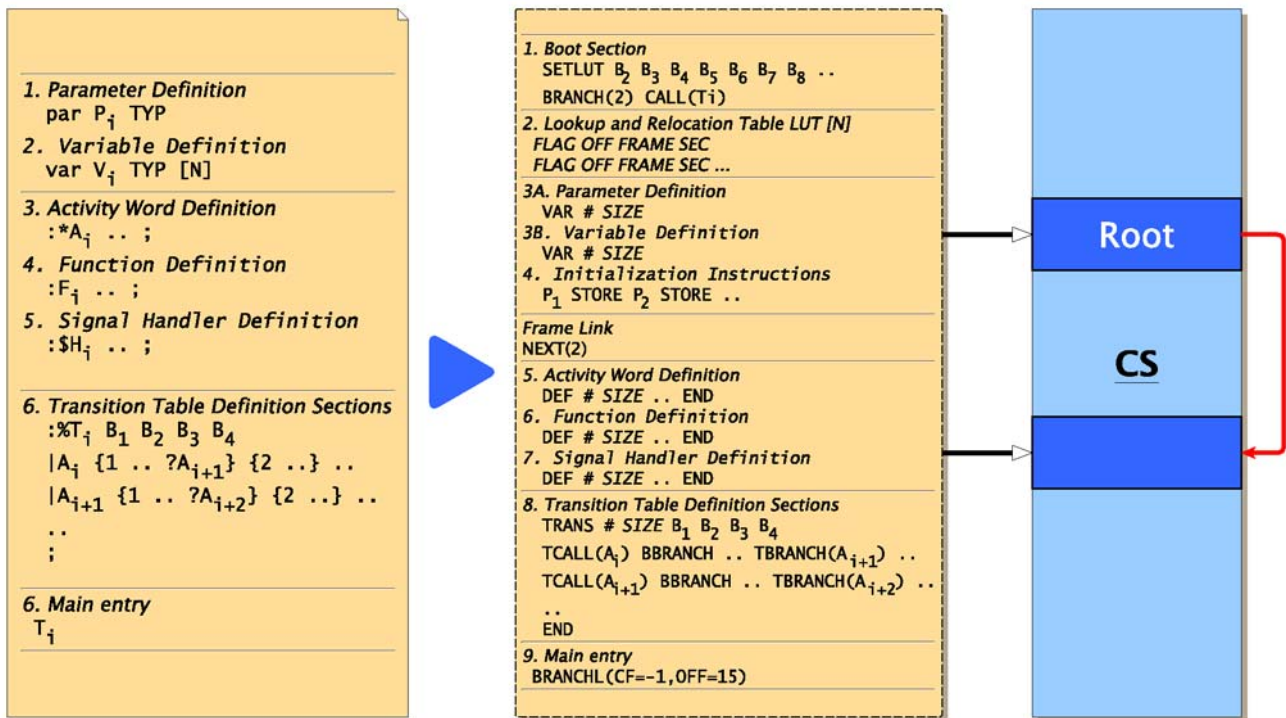 1. Parameter Definition
par Pi TYP
2. Variable Definition
var Vi TYP [N]
3. Activity Word Definition
:*Ai .. ;
4. Function Definition
:Fi .. ;
5. Signal Handler Definition
:$Hi .. ;
6. Transition Table Definition Sections
:%Ti B1 B2 B3 B4
|Ai {1 .. ?Ai+1} {2 ..} ..
|Ai+1 {1 .. ?Ai+2} {2 ..} ..
..
;
6. Main entry
Ti
1. Boot Section
SETLUT B2 B3 B4 B5 B6 B7 B8 ..
BRANCH(2) CALL(Ti)
2. Lookup and Relocation Table LUT [N]
FLAG OFF FRAME SEC
FLAG OFF FRAME SEC ...
3A. Parameter Definition
VAR # SIZE
3B. Variable Definition
VAR # SIZE
4. Initialization Instructions
P1 STORE P2 STORE ..
Frame Link
NEXT(2)
5. Activity Word Definition
DEF # SIZE .. END
6. Function Definition
DEF # SIZE .. END
7. Signal Handler Definition
DEF # SIZE .. END
8. Transition Table Definition Sections
TRANS # SIZE B1 B2 B3 B4
TCALL(Ai) BBRANCH .. TBRANCH(Ai+1) ..
TCALL(Ai+1) BBRANCH .. TBRANCH(Ai+2) ..
..
END
9. Main entry
BRANCHL(CF=-1,OFF=15)
Root
CS